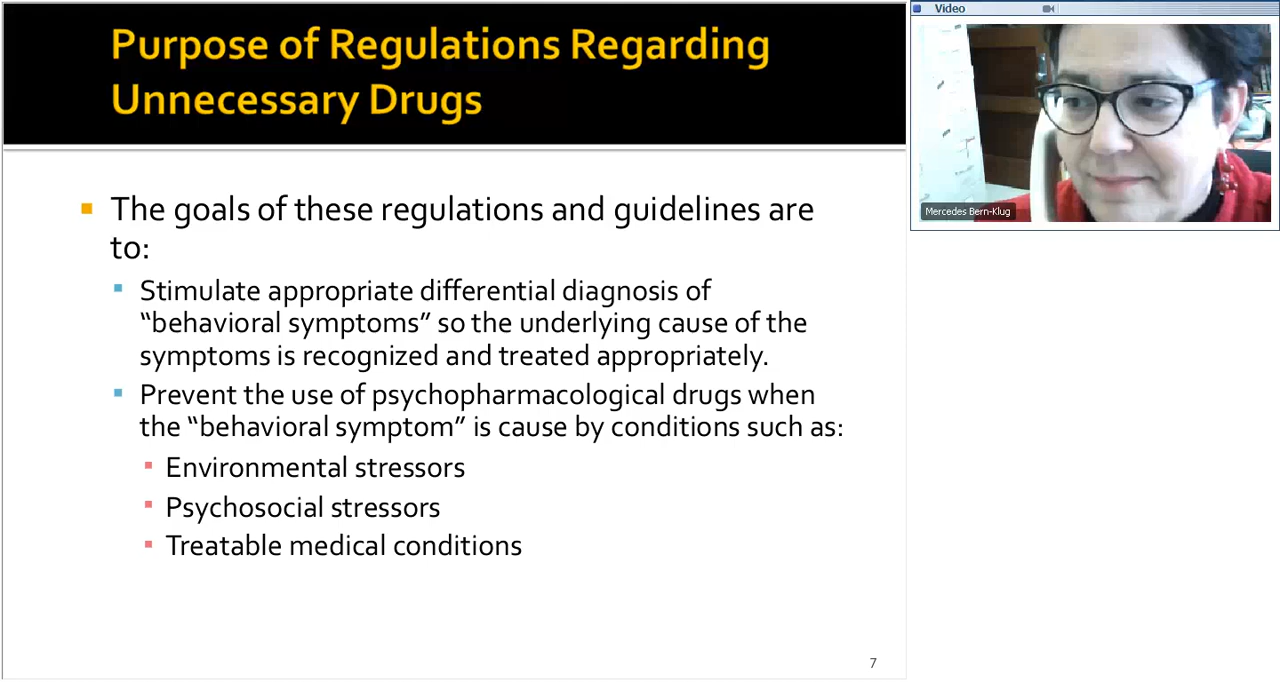 Purpose of Regulations Regarding
Unnecessary Drugs
The goals of these regulations and guidelines are
to:
Stimulate appropriate differential diagnosis of
“behavioral symptoms” so the underlying cause of the
symptoms is recognized and treated appropriately.
Prevent the use of psychopharmacological drugs when
the “behavioral symptom” is cause by conditions such as:
Environmental stressors
Psychosocial stressors
Treatable medical conditions
7
Video
Mercedes Bern-Klug